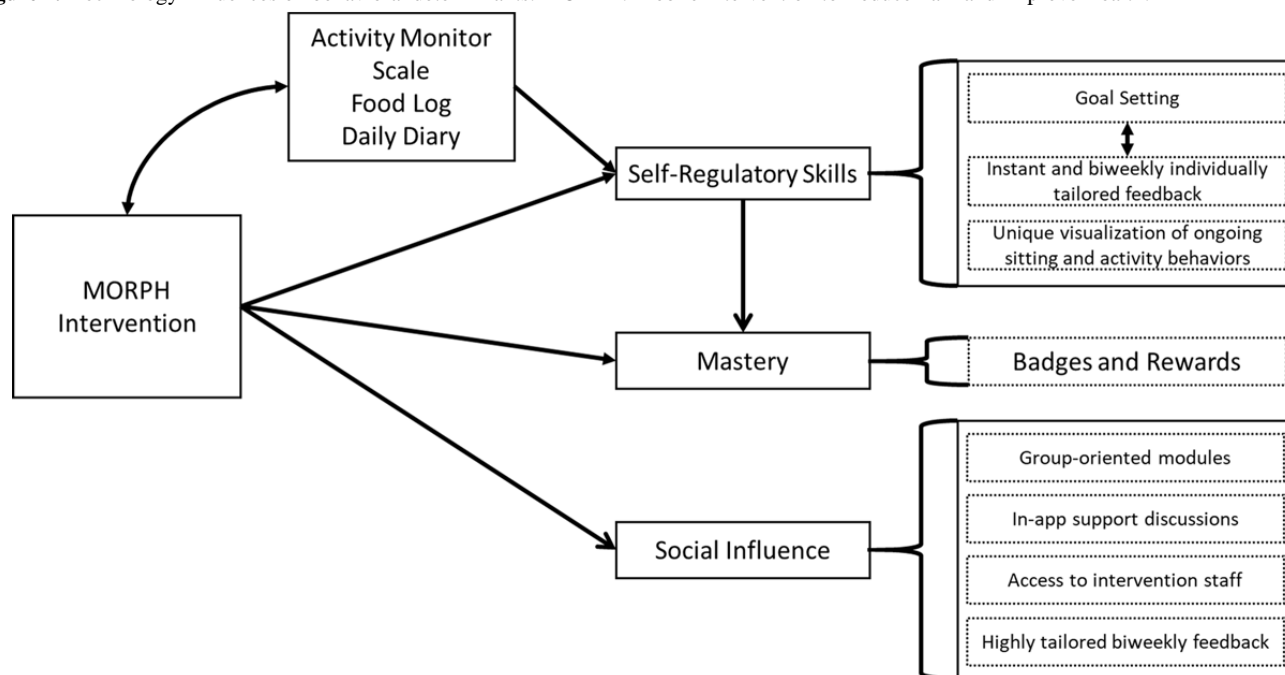 Activity Monitor
Scale
Food Log
Daily Diary
MORPH
Intervention
Self-Regulatory Skills
Goal Setting
Instant and biweekly individually
tailored feedback
Unique visualization of ongoing
sitting and activity behaviors
Mastery
Badges and Rewards
Social Influence
Group-oriented modules
In-app support discussions
Access to intervention staff
Highly tailored biweekly feedback